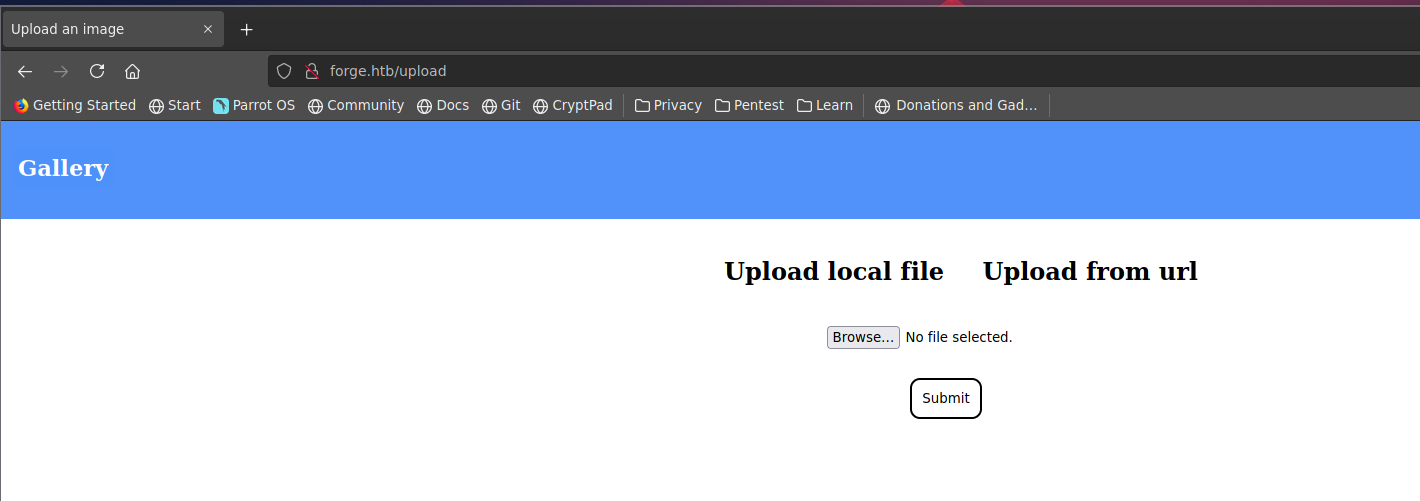 Upload an image
forge.htb/upload
Getting Started Start Parrot OS Community Docs Git CryptPad Privacy Pentest Learn Donations and Gad…
Gallery
Upload local file Upload from url
Browse… No file selected.
Submit